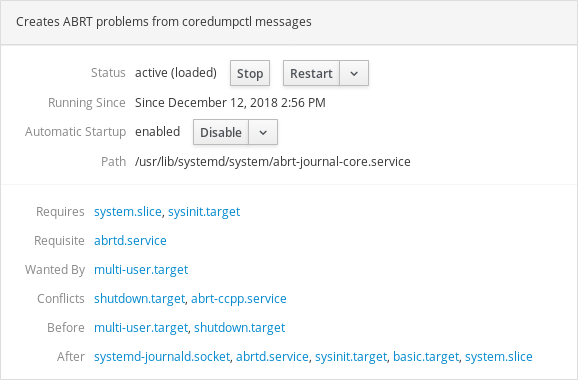 Creates ABRT problems from coredumpctl messages
Status active (loaded) Stop Restart
Running Since Since December 12, 2018 2:56 PM
Automatic Startup enabled Disable
Path /usr/lib/systemd/system/abrt-journal-core.service
Requires system.slice, sysinit.target
Requisite abrtd.service
Wanted By multi-user.target
Conflicts shutdown.target, abrt-ccpp.service
Before multi-user.target, shutdown.target
After systemd-journald.socket, abrtd.service, sysinit.target, basic.target, system.slice